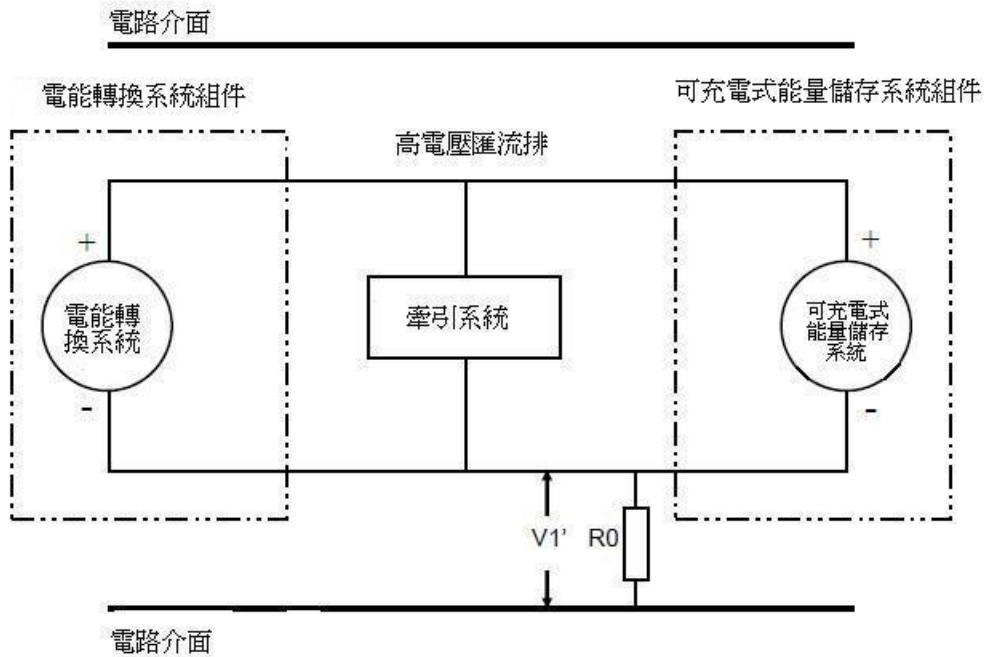 電路介面
電能轉換系統組件
可充電式能量儲存系統組件
高電壓匯流排
+
+
電能轉
換系統
牽引系統
可充電式
能量儲存
系統
-
-
V1'
R0
電路介面